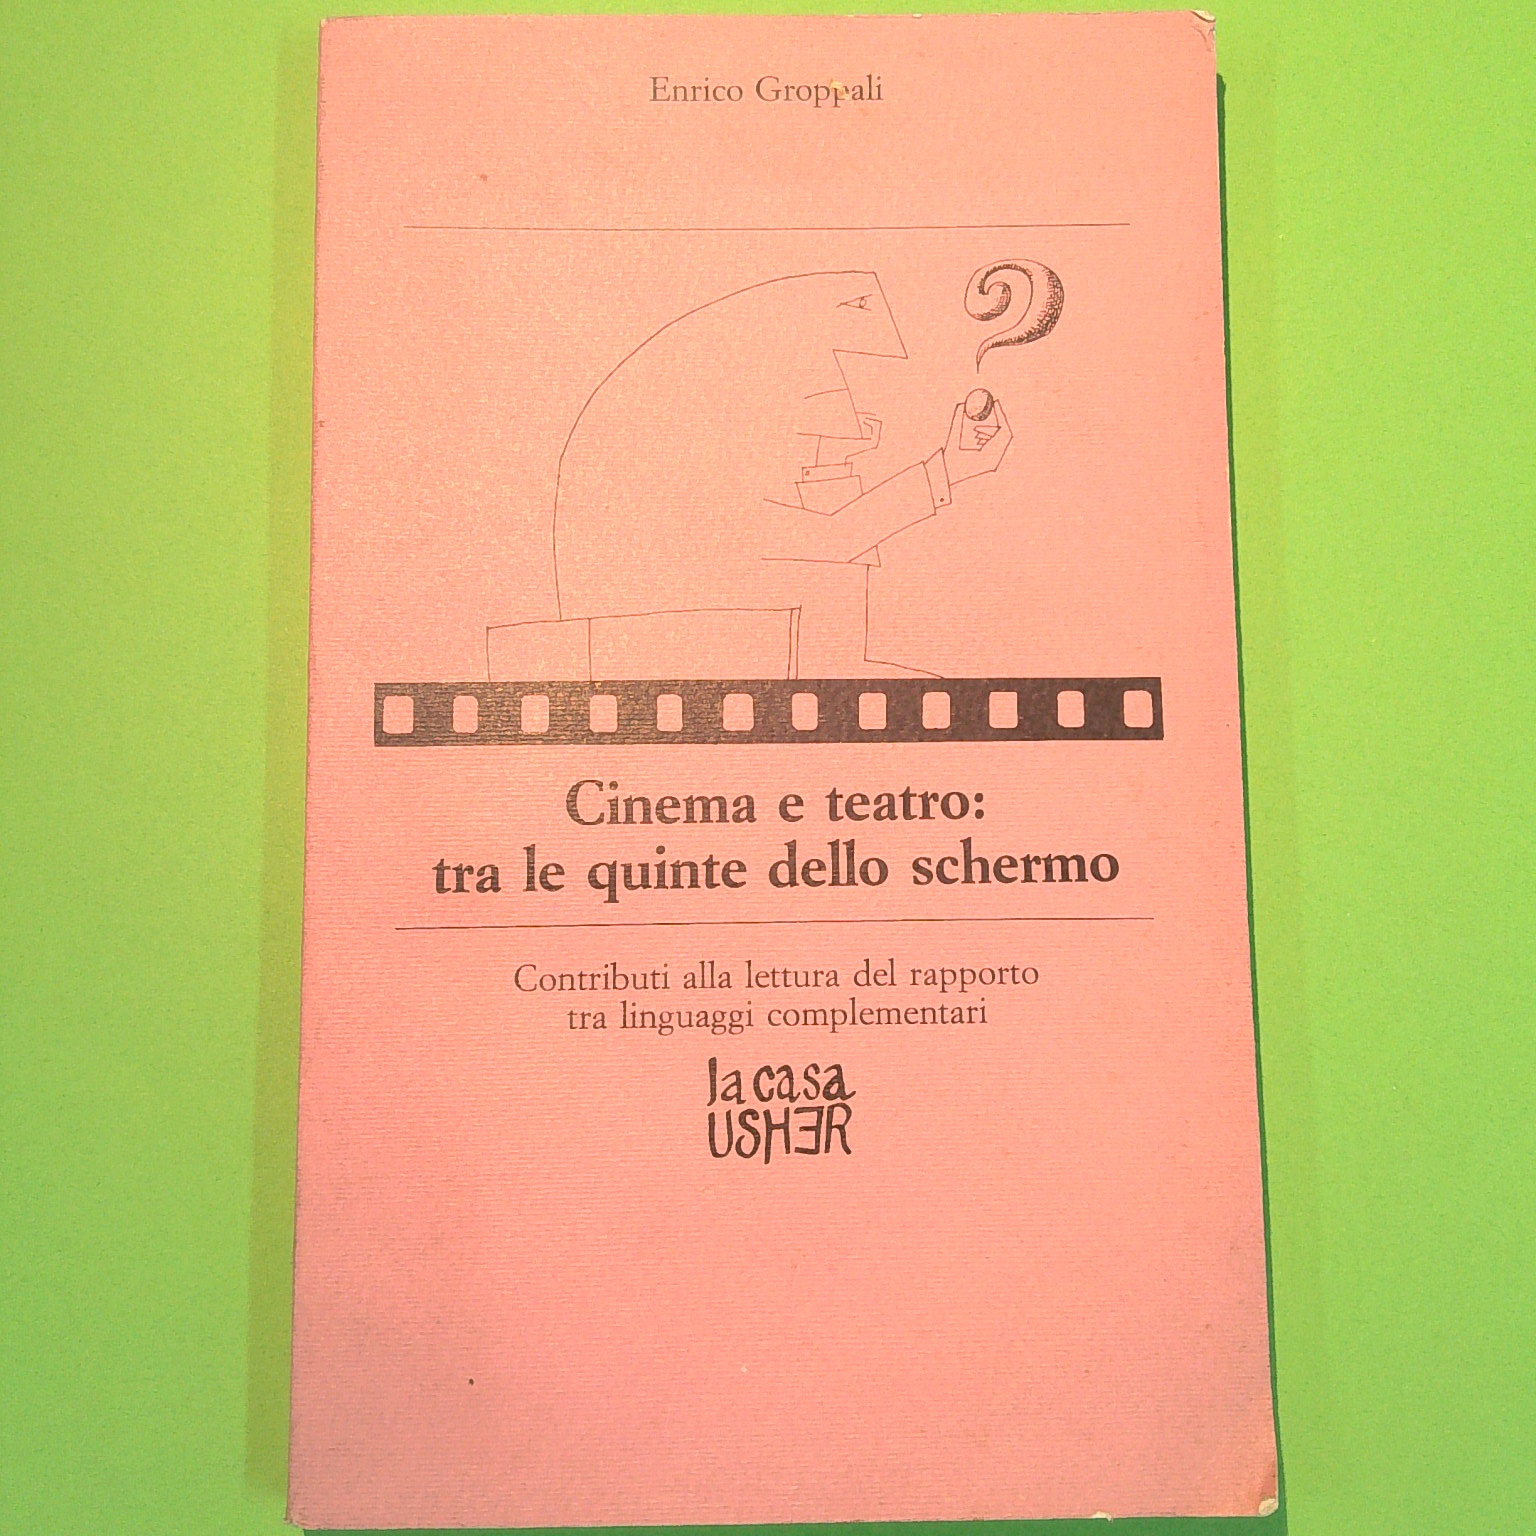 Enrico Groppali
Cinema e teatro:
tra le quinte dello schermo
Contributi alla lettura del rapporto
tra linguaggi complementari
la casa
USHER